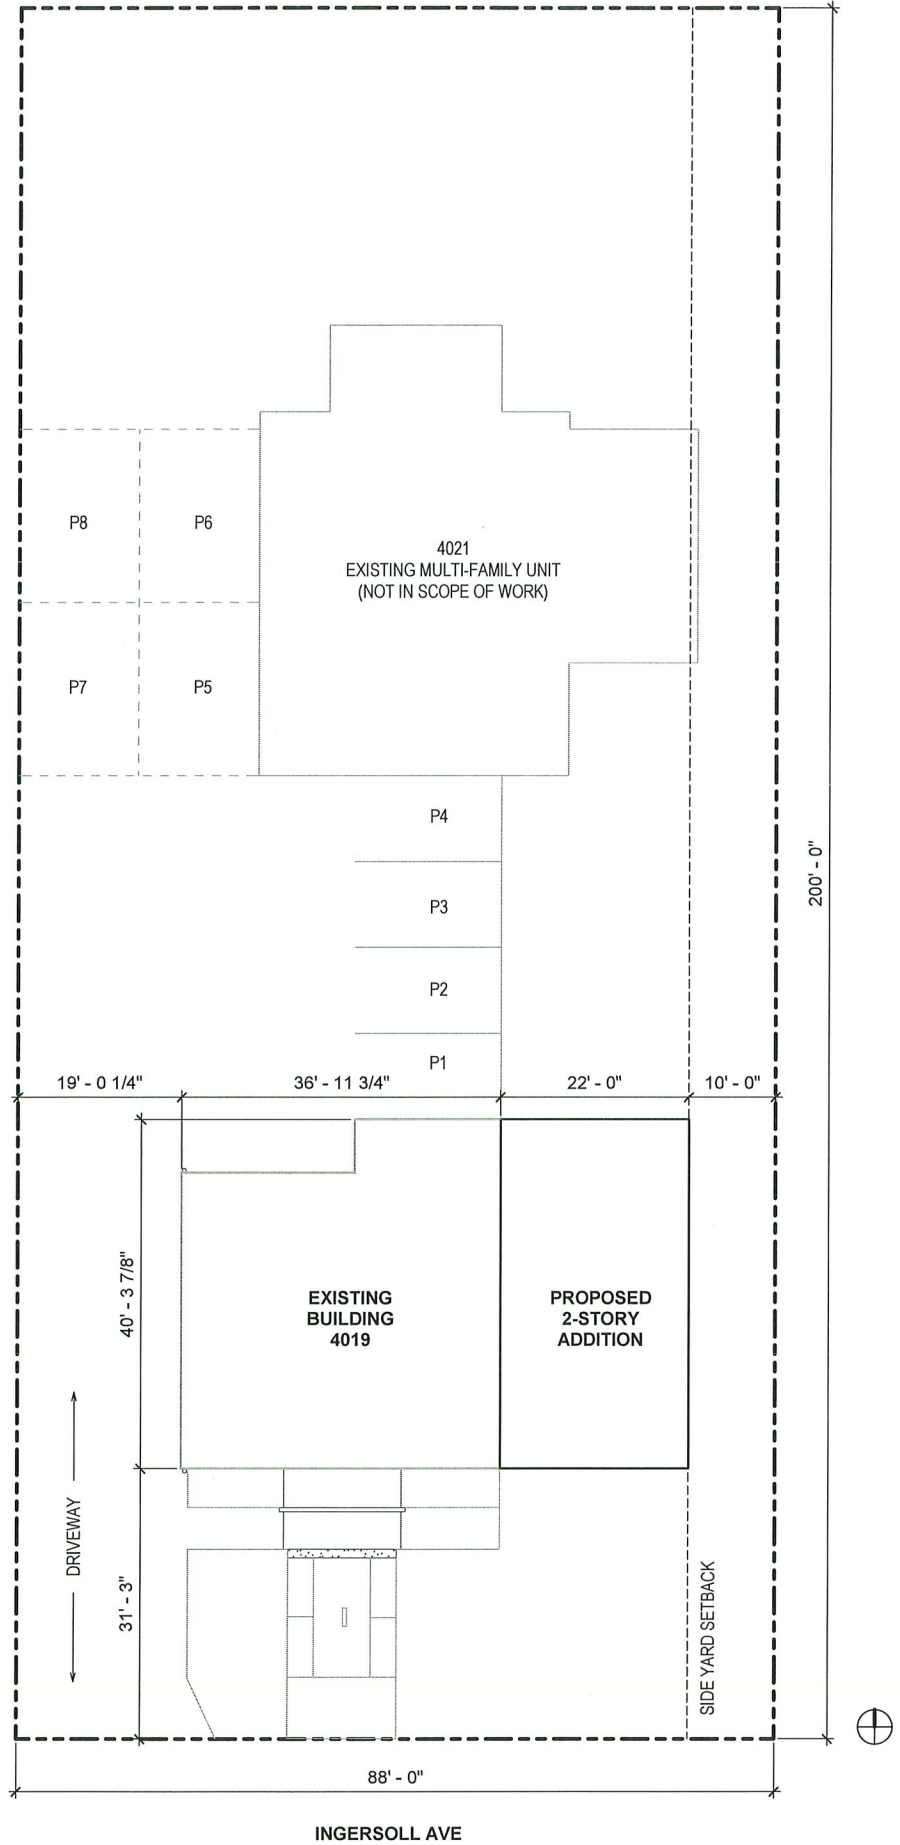 P8
P6
4021
EXISTING MULTI-FAMILY UNIT
(NOT IN SCOPE OF WORK)
P7
P5
P4
200' - 0"
P3
P2
P1
19' - 0 1/4"
36' - 11 3/4"
22' - 0"
10' - 0"
40' - 3 7/8"
EXISTING
BUILDING
4019
PROPOSED
2-STORY
ADDITION
DRIVEWAY
31' - 3"
SIDE YARD SETBACK
88' - 0"
INGERSOLL AVE